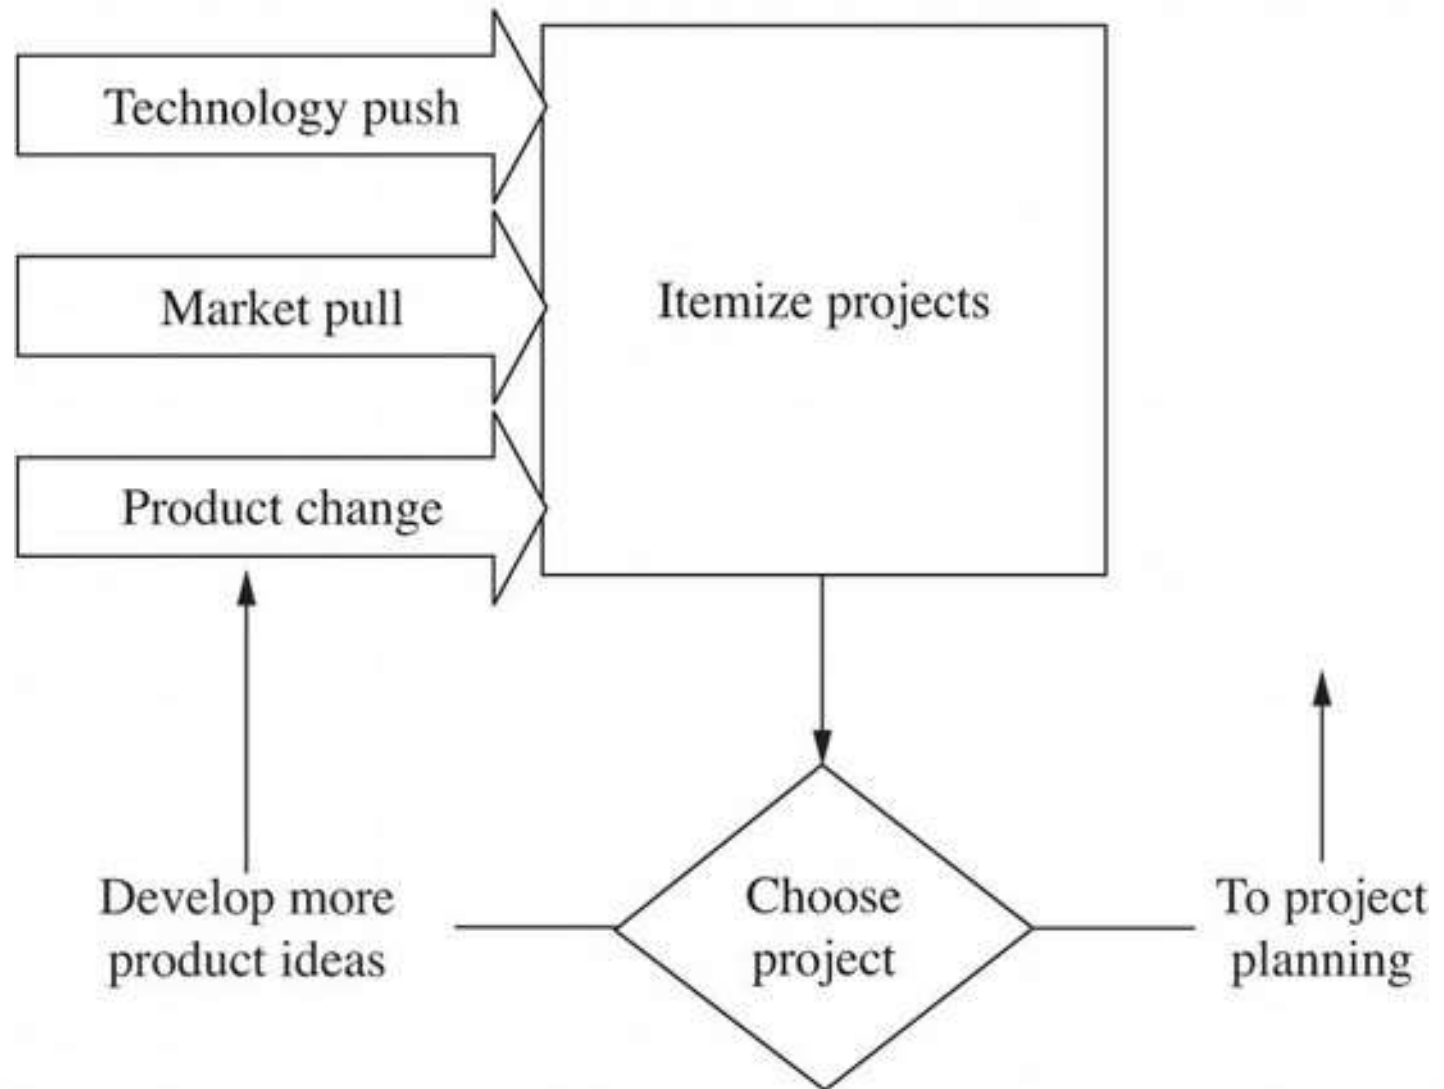 Technology push
Market pull
Itemize projects
Product change
Develop more
product ideas
Choose
project
To project
planning